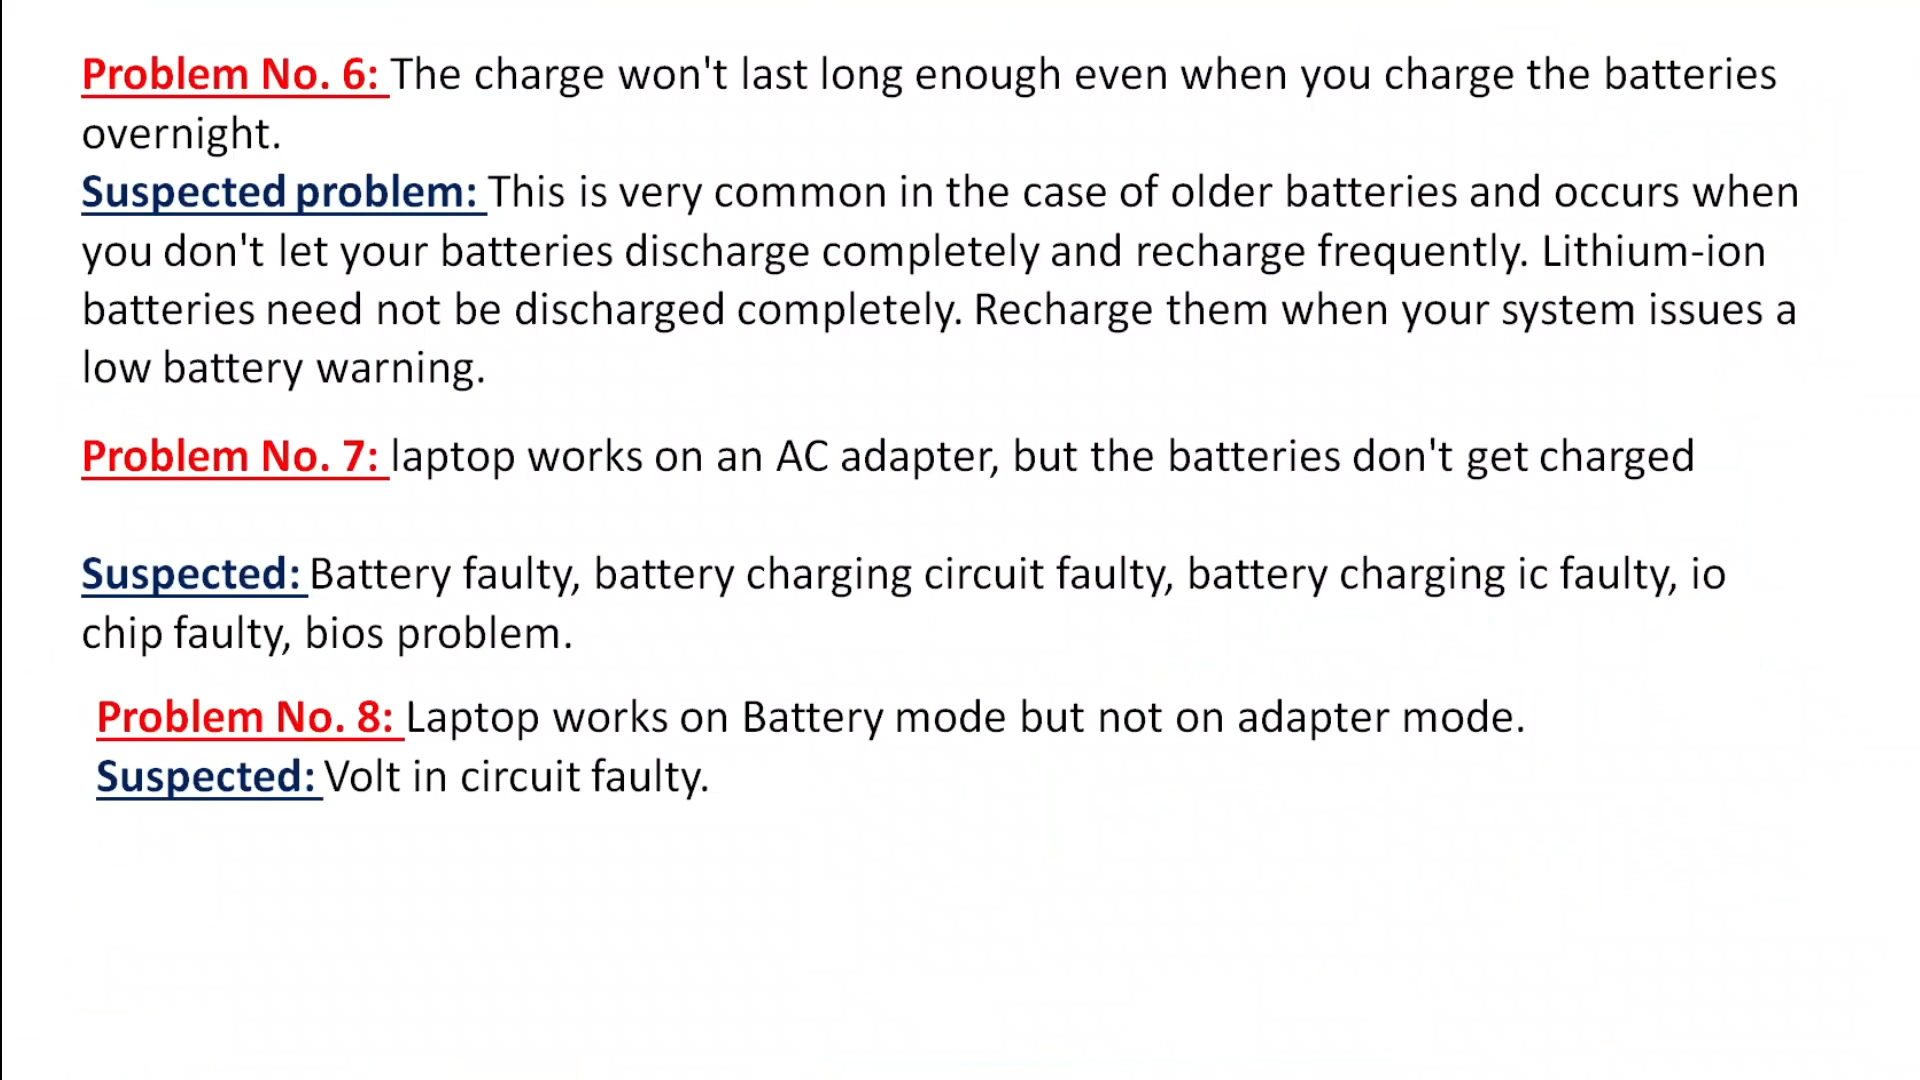 Problem No. 6: The charge won't last long enough even when you charge the batteries
overnight.
Suspected problem: This is very common in the case of older batteries and occurs when
you don't let your batteries discharge completely and recharge frequently. Lithium-ion
batteries need not be discharged completely. Recharge them when your system issues a
low battery warning.
Problem No. 7: laptop works on an AC adapter, but the batteries don't get charged
Suspected: Battery faulty, battery charging circuit faulty, battery charging ic faulty, io
chip faulty, bios problem.
Problem No. 8: Laptop works on Battery mode but not on adapter mode.
Suspected: Volt in circuit faulty.